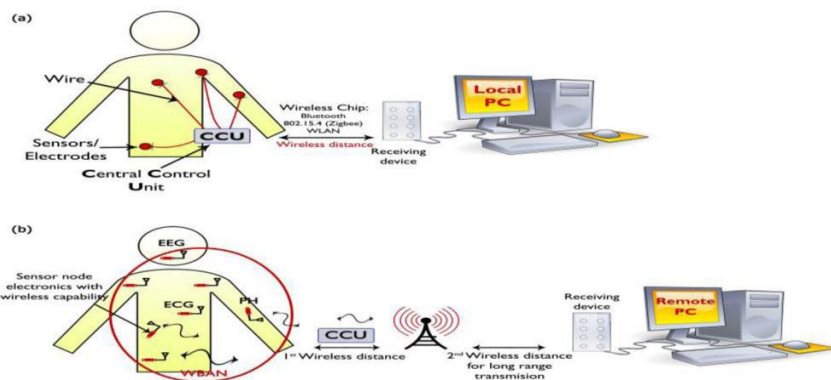 (a)
Wire
Sensors/
Electrodes
CCU
Central Control
Unit
Wireless Chip:
Bluetooth
802.15.4 (Zigbee)
WLAN
Wireless distance
Receiving
device
Local
PC
(b)
EEG
Sensor node
electronics with
wireless capability
ECG
PH
WBAN
CCU
1st Wireless distance
2nd Wireless distance
for long range
transmision
Receiving
device
Remote
PC